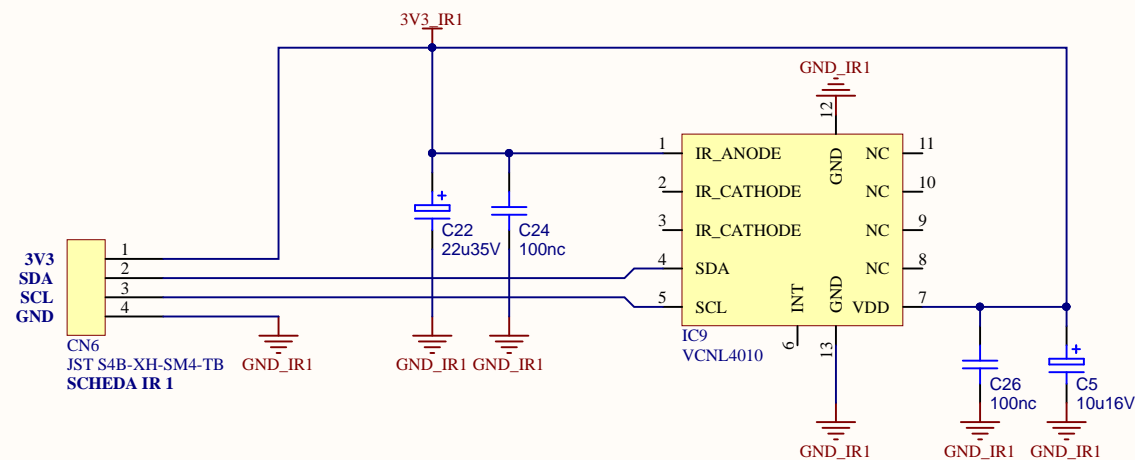 3V3_IR1
GND_IR1
12
1 IR_ANODE GND NC 11
2 IR_CATHODE NC 10
3 IR_CATHODE NC 9
4 SDA NC 8
5 SCL INT GND VDD 7
IC9
VCNL4010
6
13
GND_IR1
+
C22
22u35V
C24
100nc
GND_IR1
GND_IR1
3V3 1
SDA 2
SCL 3
GND 4
CN6
JST S4B-XH-SM4-TB
SCHEDA IR 1
GND_IR1
C26
100nc
+
C5
10u16V
GND_IR1
GND_IR1